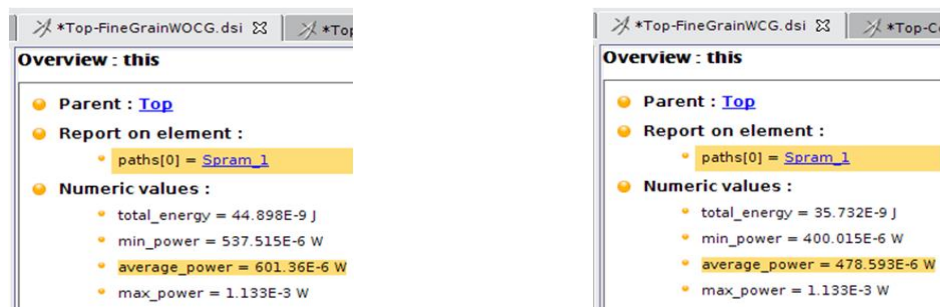 *Top-FineGrainWOCG.dsi
*Top
Overview : this
Parent : Top
Report on element :
paths[0] = Spram_1
Numeric values :
total_energy = 44.898E-9 J
min_power = 537.515E-6 W
average_power = 601.36E-6 W
max_power = 1.133E-3 W
*Top-FineGrainWCG.dsi
*Top-C
Overview : this
Parent : Top
Report on element :
paths[0] = Spram_1
Numeric values :
total_energy = 35.732E-9 J
min_power = 400.015E-6 W
average_power = 478.593E-6 W
max_power = 1.133E-3 W